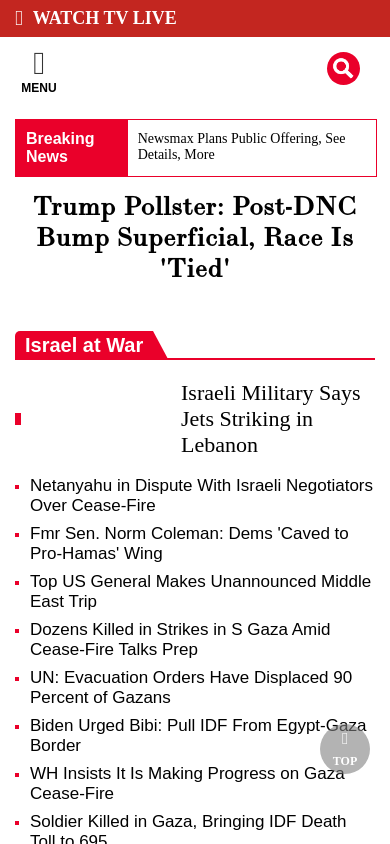 WATCH TV LIVE
MENU
Breaking
News
Newsmax Plans Public Offering, See
Details, More
Trump Pollster: Post-DNC
Bump Superficial, Race Is
'Tied'
Israel at War
Israeli Military Says
Jets Striking in
Lebanon
Netanyahu in Dispute With Israeli Negotiators
Over Cease-Fire
Fmr Sen. Norm Coleman: Dems 'Caved to
Pro-Hamas' Wing
Top US General Makes Unannounced Middle
East Trip
Dozens Killed in Strikes in S Gaza Amid
Cease-Fire Talks Prep
UN: Evacuation Orders Have Displaced 90
Percent of Gazans
Biden Urged Bibi: Pull IDF From Egypt-Gaza
Border
TOP
WH Insists It Is Making Progress on Gaza
Cease-Fire
Soldier Killed in Gaza, Bringing IDF Death
Toll to 695